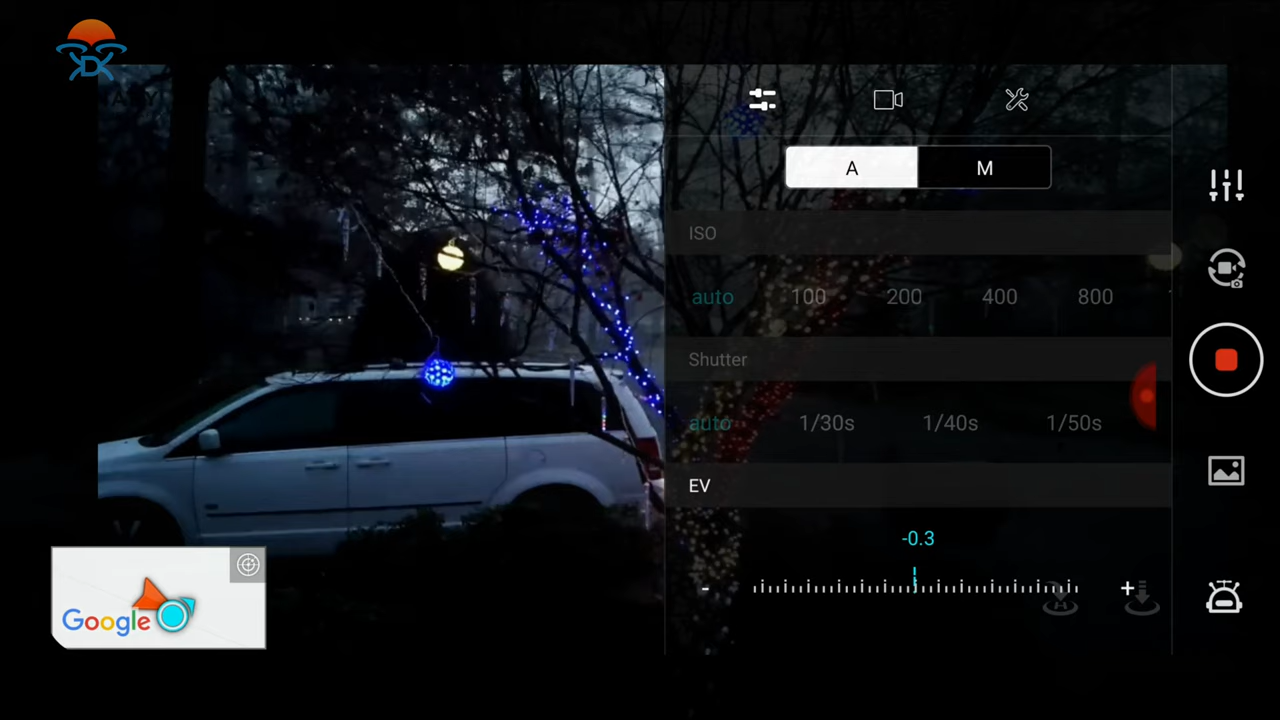 A M
ISO
auto 100 200 400 800
Shutter
auto 1/30s 1/40s 1/50s
EV
-0.3
- +
H
Google